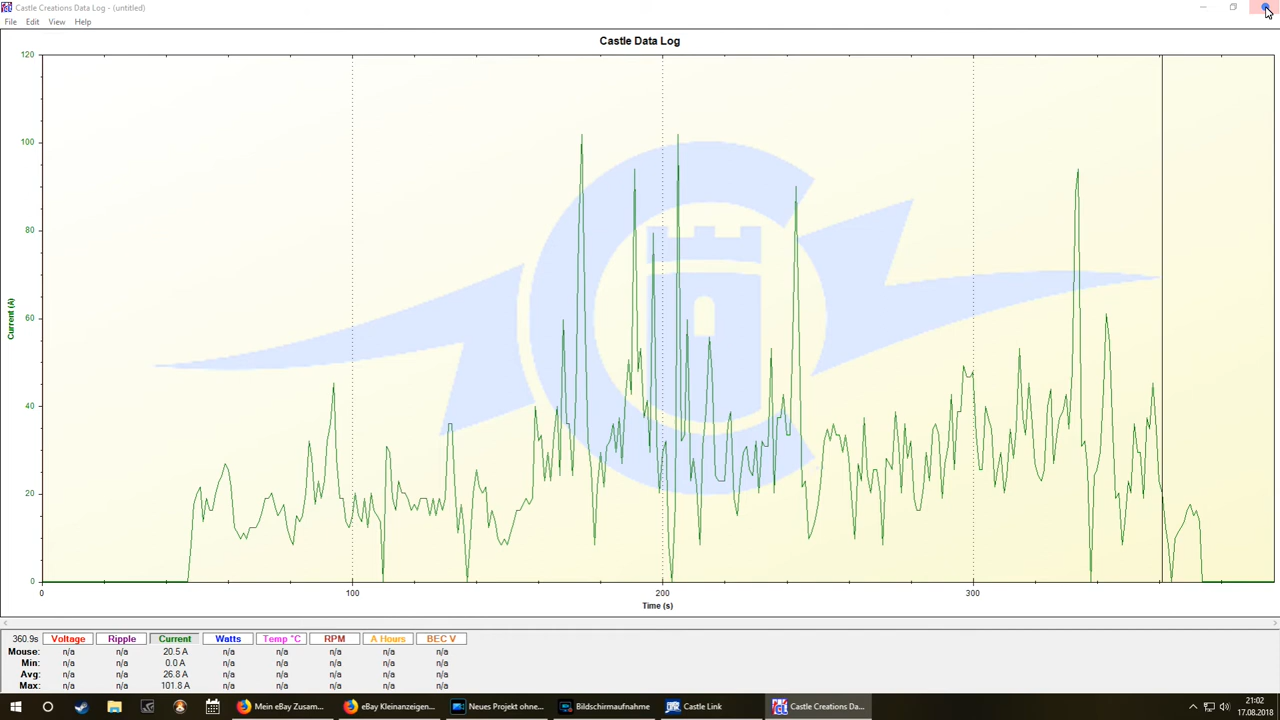 Castle Creations Data Log - (untitled)
File Edit View Help
Castle Data Log
120
100
80
60
40
20
0
Current (A)
0 100 200 300
Time (s)
360.9s Voltage Ripple Current Watts Temp °C RPM A Hours BEC V
Mouse: n/a n/a 20.5 A n/a n/a n/a n/a n/a
Min: n/a n/a 0.0 A n/a n/a n/a n/a n/a
Avg: n/a n/a 26.8 A n/a n/a n/a n/a n/a
Max: n/a n/a 101.8 A n/a n/a n/a n/a n/a
Mein eBay Zusam... eBay Kleinanzeigen... Neues Projekt ohne... Bildschirmaufnahme Castle Link Castle Creations Da... 21:02
17.08.2018